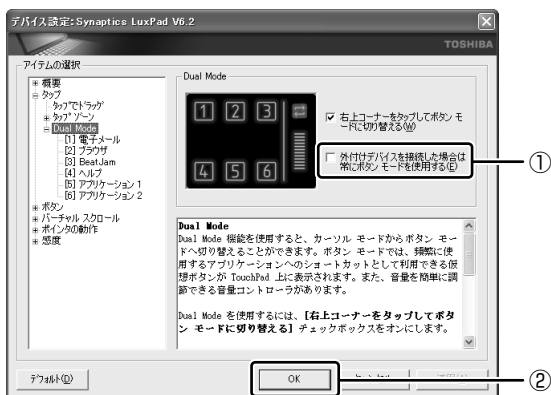 デバイス設定:Synaptics LuxPad V6.2
TOSHIBA
アイテムの選択
概要
タップ
タップでドラッグ
タップ ゾーン
Dual Mode
[1] 電子メール
[2] ブラウザ
[3] BeatJam
[4] ヘルプ
[5] アプリケーション 1
[6] アプリケーション 2
ボタン
バーチャル スクロール
ポインタの動作
感度
Dual Mode
1 2 3
4 5 6
右上コーナーをタップしてボタン モ
ードに切り替える(W)
外付けデバイスを接続した場合は
常にボタン モードを使用する(E)
①
Dual Mode
Dual Mode 機能を使用すると、カーソル モードからボタン モー
ドへ切り替えることができます。ボタン モードでは、頻繁に使
用するアプリケーションへのショートカットとして利用できる仮
想ボタンが TouchPad 上に表示されます。また、音量を簡単に調
節できる音量コントローラがあります。
Dual Mode を使用するには、[右上コーナーをタップしてボタ
ン モードに切り替える] チェックボックスをオンにします。
デフォルト(D)
OK
②